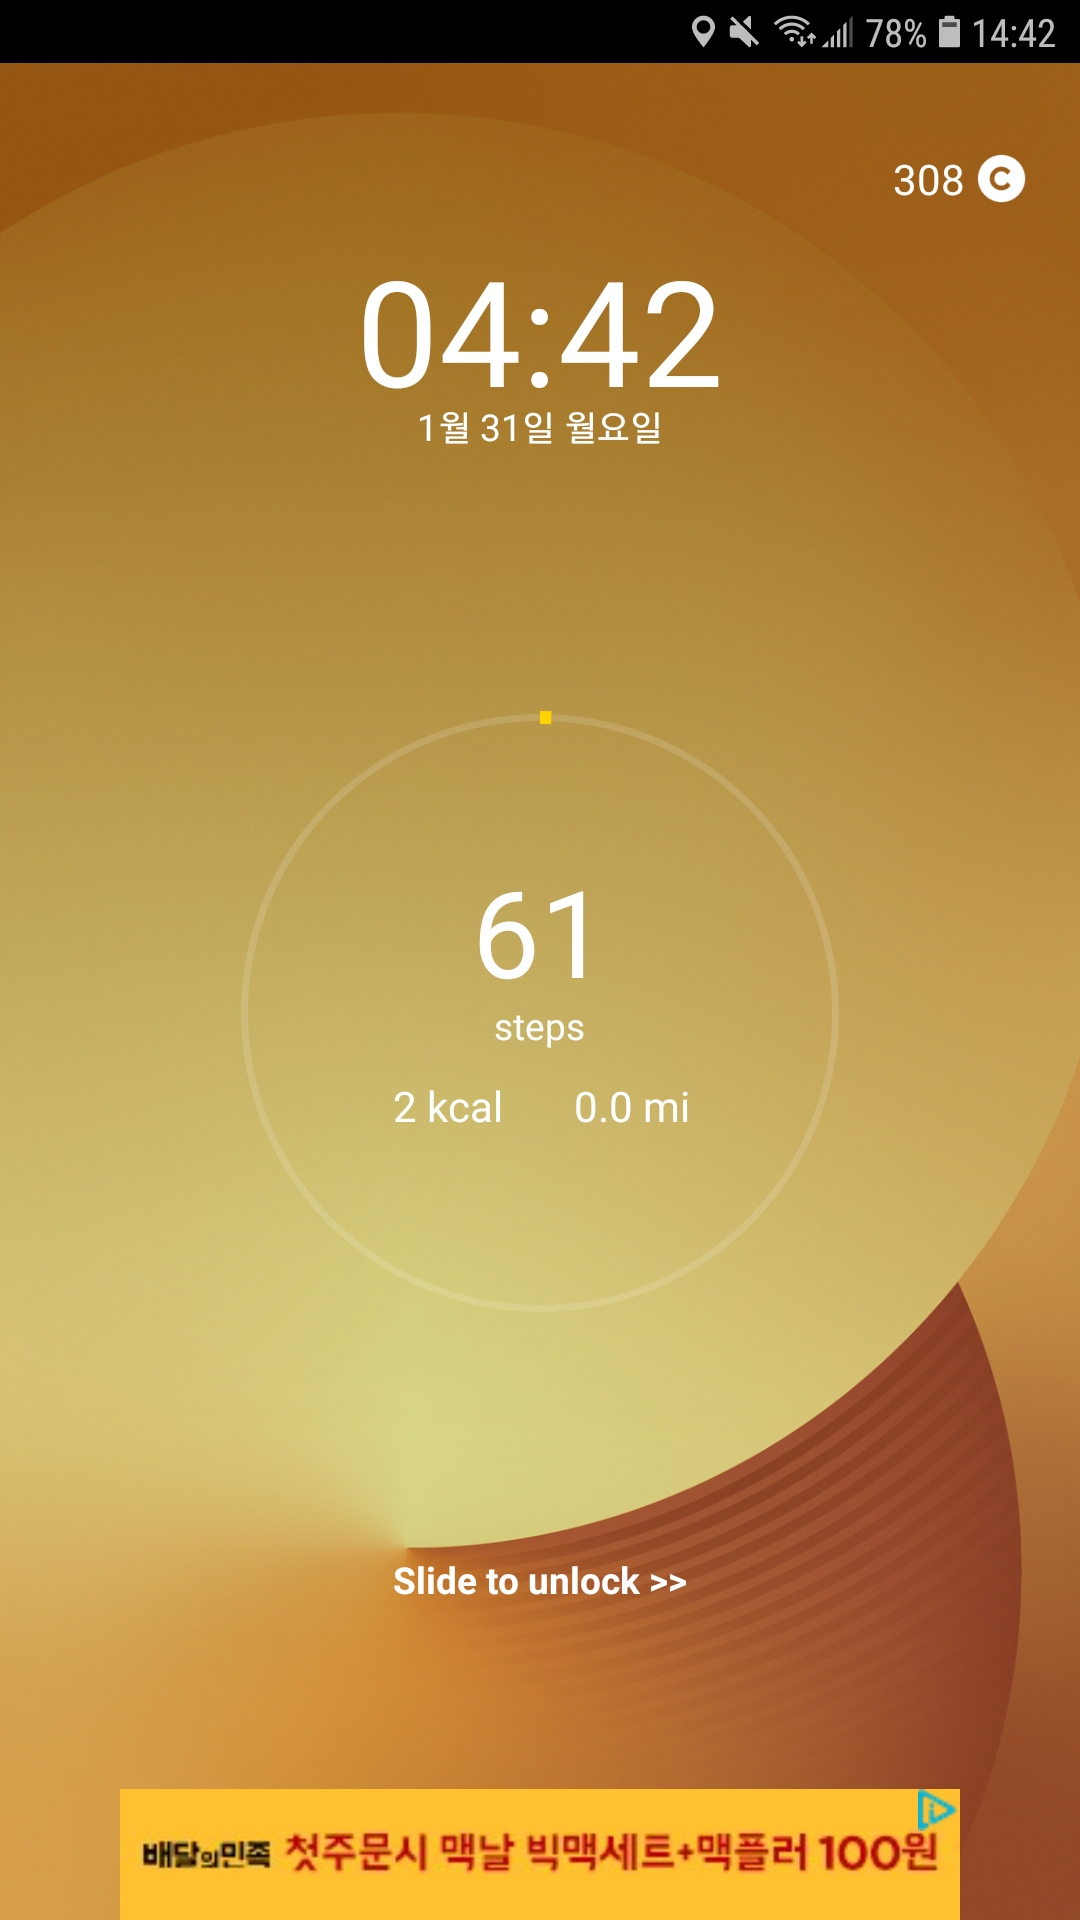 78% 14:42
308 C
04:42
1월 31일 월요일
61
steps
2 kcal 0.0 mi
Slide to unlock >>
배달의민족 첫주문시 맥날 빅맥세트+맥플러리 100원